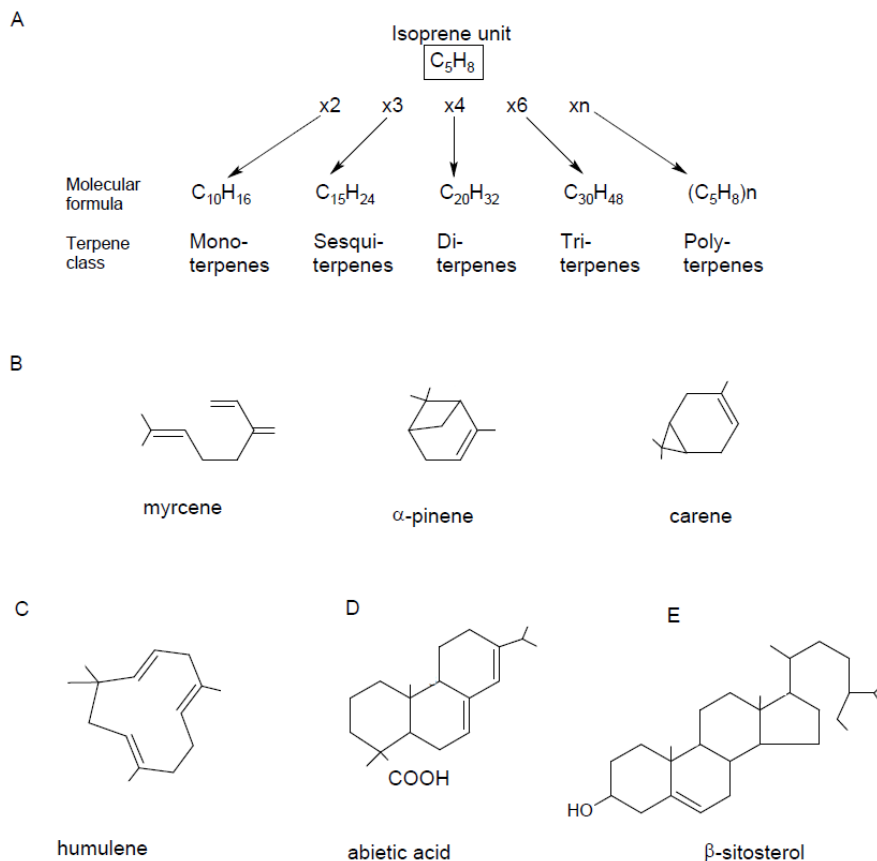 A
Isoprene unit
C₅H₈
x2 x3 x4 x6 xn
Molecular formula
C₁₀H₁₆ C₁₅H₂₄ C₂₀H₃₂ C₃₀H₄₈ (C₅H₈)n
Terpene class
Mono-terpenes Sesqui-terpenes Di-terpenes Tri-terpenes Poly-terpenes
B
myrcene α-pinene carene
C D E
COOH
HO
humulene abietic acid β-sitosterol